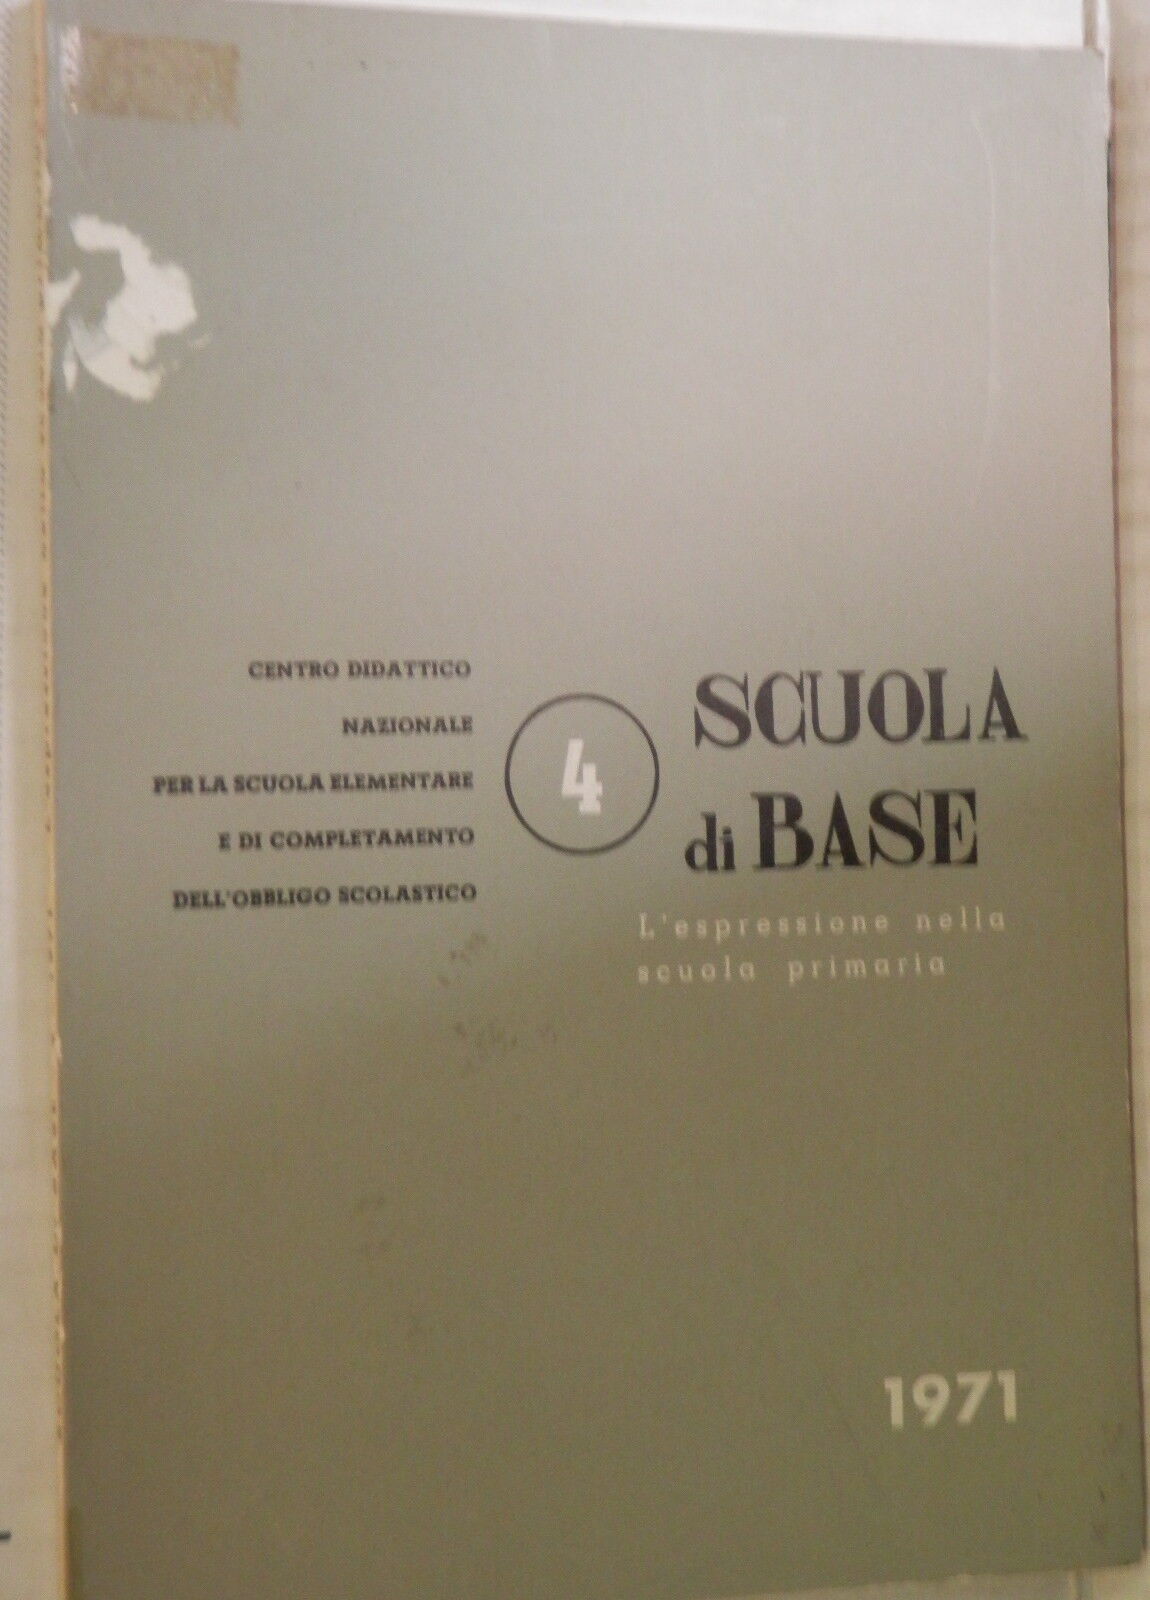 CENTRO DIDATTICO
NAZIONALE
PER LA SCUOLA ELEMENTARE
E DI COMPLETAMENTO
DELL'OBBLIGO SCOLASTICO
4
SCUOLA
di BASE
L'espressione nella
scuola primaria
1971